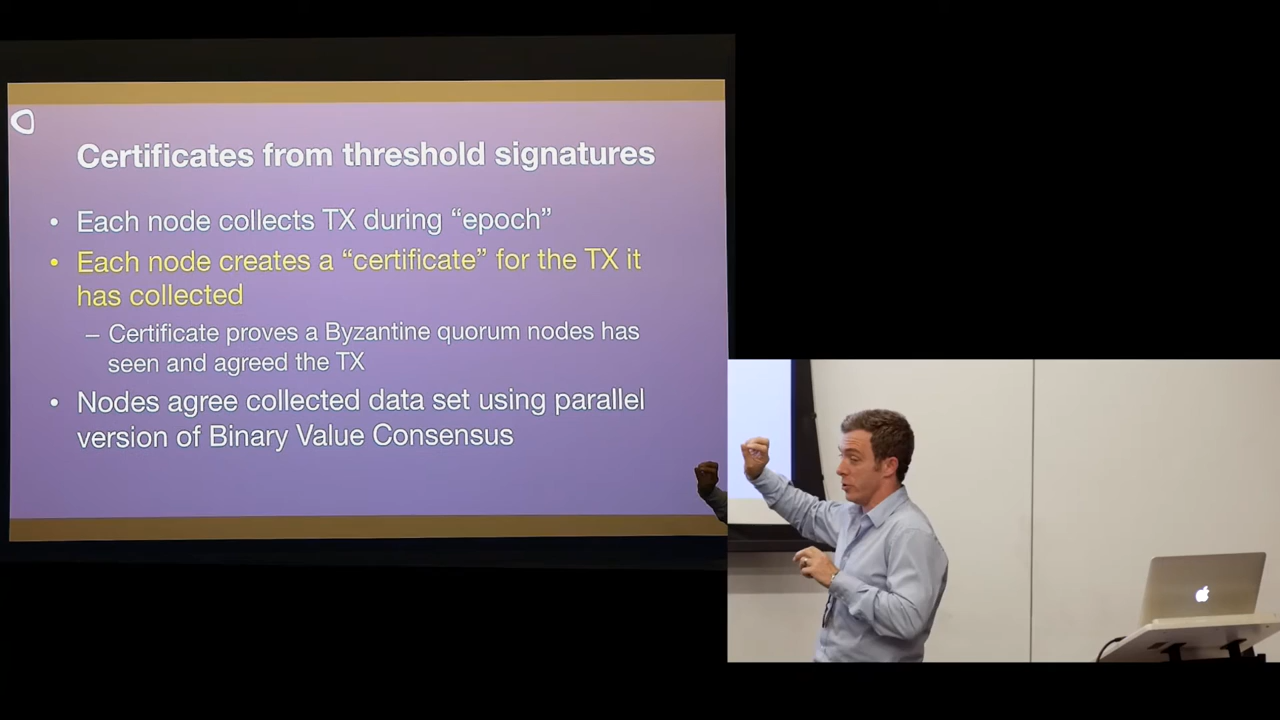 Certificates from threshold signatures
• Each node collects TX during “epoch”
• Each node creates a “certificate” for the TX it
has collected
– Certificate proves a Byzantine quorum nodes has
seen and agreed the TX
• Nodes agree collected data set using parallel
version of Binary Value Consensus